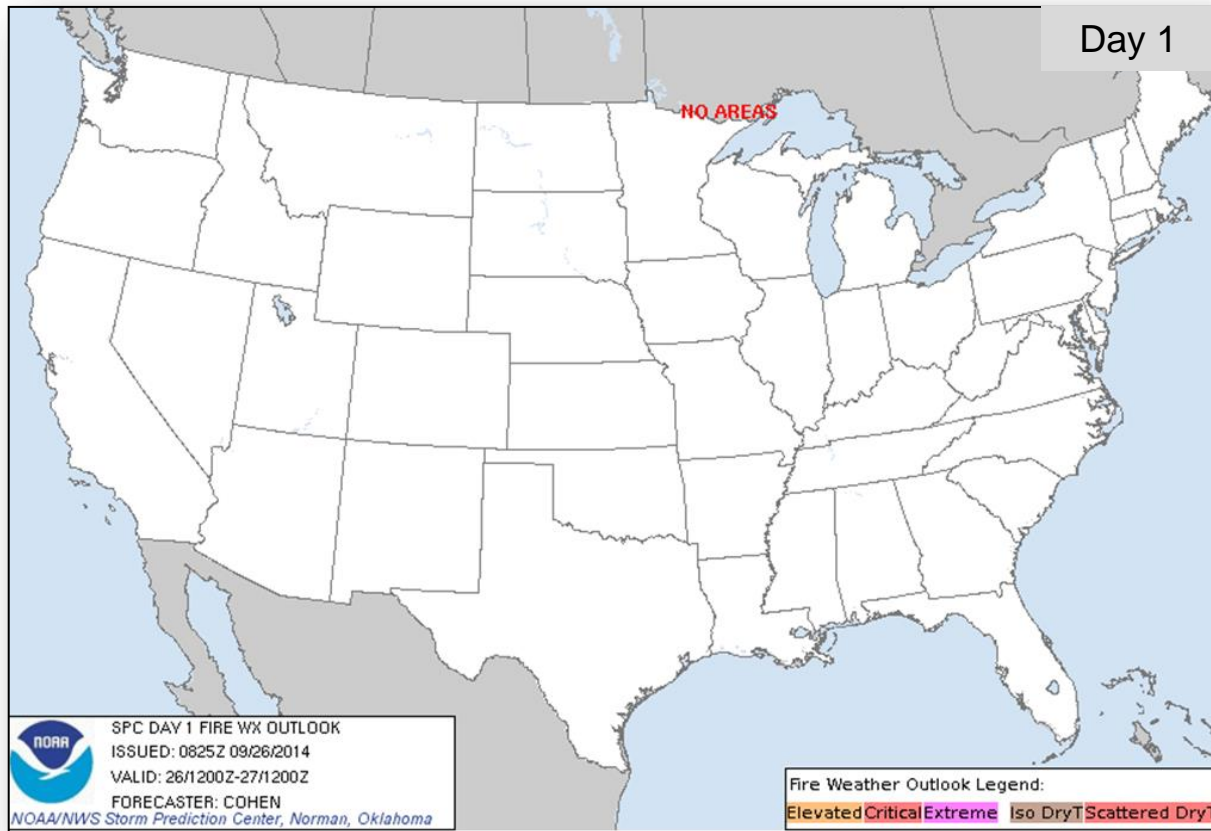 Day 1
NO AREAS
NOAA
SPC DAY 1 FIRE WX OUTLOOK
ISSUED: 0825Z 09/26/2014
VALID: 26/1200Z-27/1200Z
FORECASTER: COHEN
NOAA/NWS Storm Prediction Center, Norman, Oklahoma
Fire Weather Outlook Legend:
Elevated Critical Extreme Iso DryT Scattered DryT